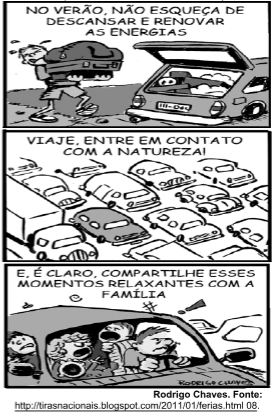 NO VERÃO, NÃO ESQUEÇA DE
DESCANSAR E RENOVAR
AS ENERGIAS
VIAJE, ENTRE EM CONTATO
COM A NATUREZA!
E, É CLARO, COMPARTILHE ESSES
MOMENTOS RELAXANTES COM A
FAMÍLIA
RODRIGO CHAVES
Rodrigo Chaves. Fonte:
http://tirasnacionais.blogspot.com/2011/01/ferias.html 08.